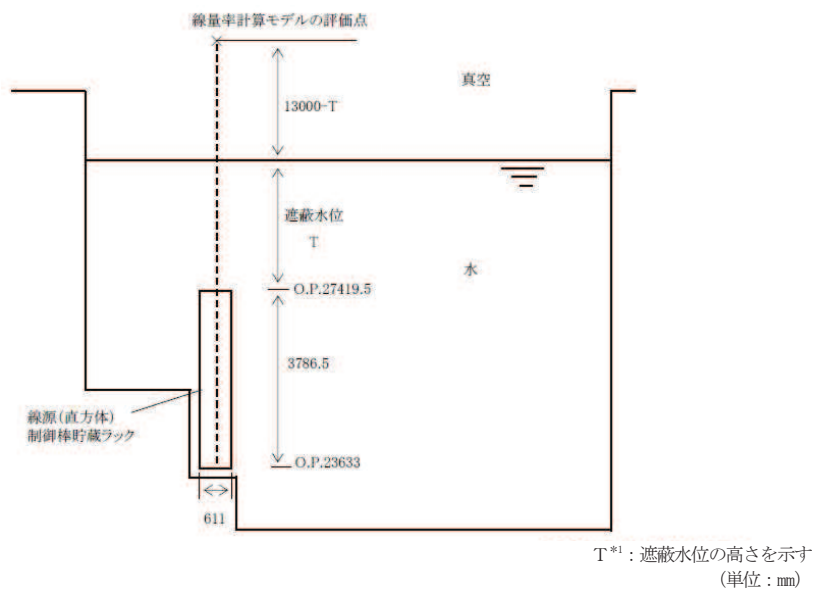 線量率計算モデルの評価点
真空
13000-T
遮蔽水位
T
水
O.P.27419.5
3786.5
線源(直方体)
制御棒貯蔵ラック
O.P.23633
611
T*1：遮蔽水位の高さを示す
(単位：mm)